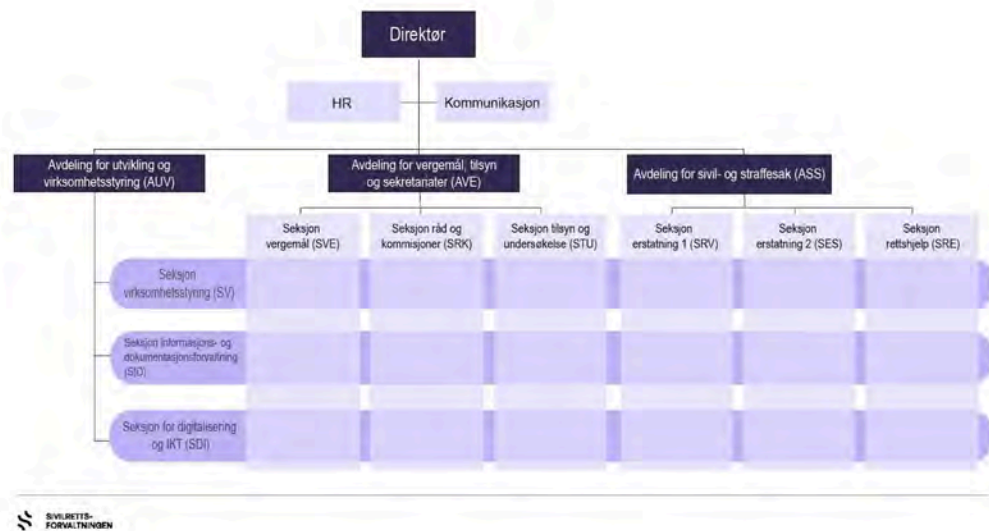 Direktør
HR
Kommunikasjon
Avdeling for utvikling og
virksomhetsstyring (AUV)
Avdeling for vergemål, tilsyn
og sekretariater (AVE)
Avdeling for sivil- og straffesak (ASS)
Seksjon
vergemål (SVE)
Seksjon råd og
kommisjoner (SRK)
Seksjon tilsyn og
undersøkelse (STU)
Seksjon
erstatning 1 (SRV)
Seksjon
erstatning 2 (SES)
Seksjon
rettshjelp (SRE)
Seksjon
virksomhetsstyring (SV)
Seksjon informasjons- og
dokumentasjonsforvaltning
(SID)
Seksjon for digitalisering
og IKT (SDI)
SIVILRETTS-
FORVALTNINGEN